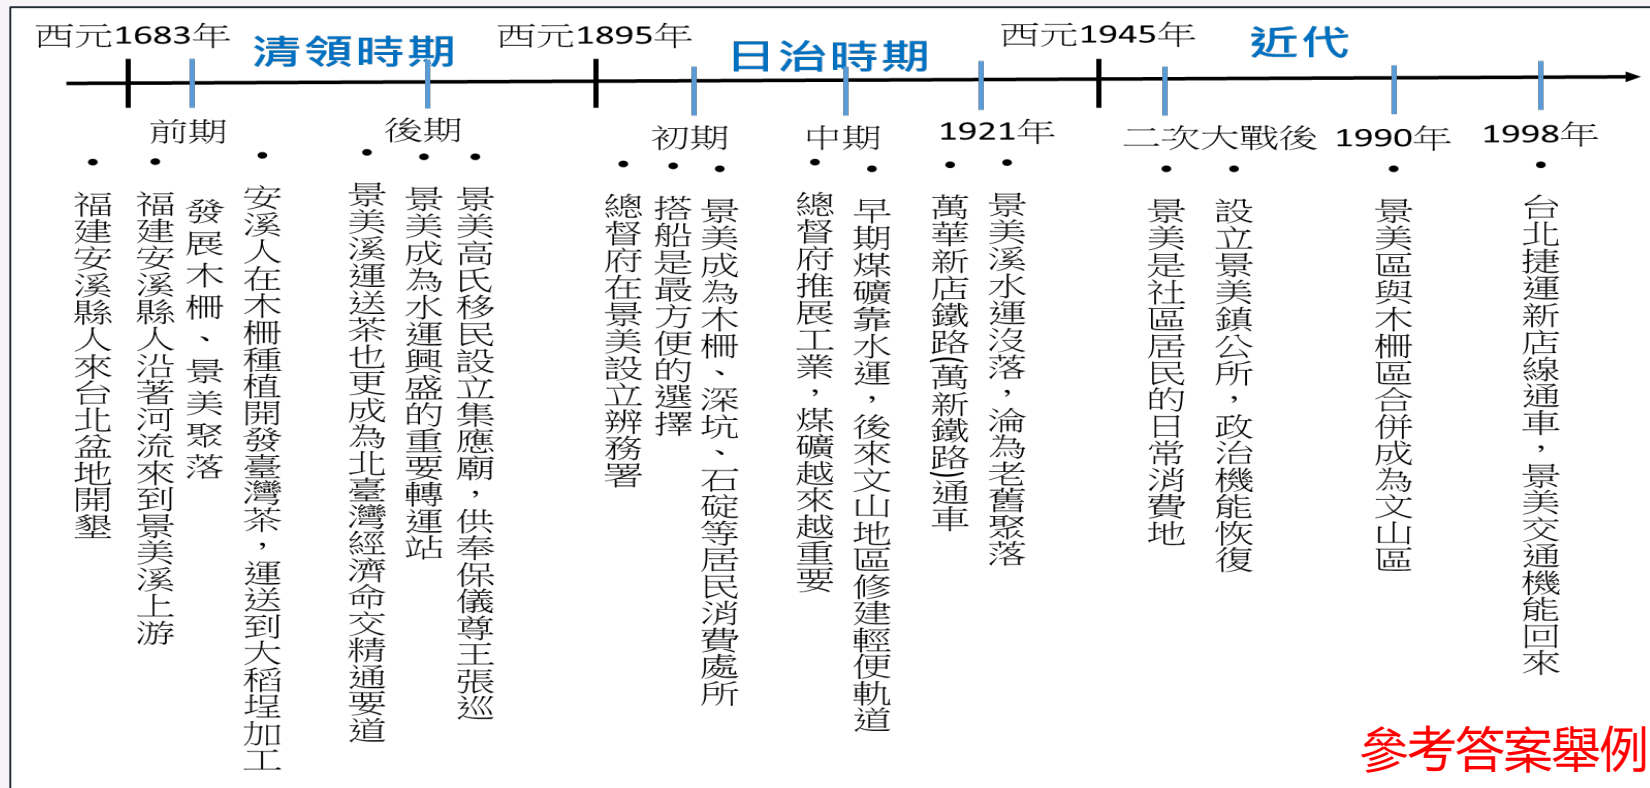 西元1683年
清領時期
西元1895年
日治時期
西元1945年
近代
前期
後期
初期
中期
1921年
二次大戰後
1990年
1998年
• 福建安溪縣人來台北盆地開墾
• 福建安溪縣人沿著河流來到景美溪上游
發展木柵、景美聚落
• 安溪人在木柵種植開發臺灣茶，運送到大稻埕加工
• 景美溪運送茶也更成為北臺灣經濟命交精通要道
• 景美成為水運興盛的重要轉運站
• 景美高氏移民設立集應廟，供奉保儀尊王張巡
• 總督府在景美設立辨務署
• 搭船是最方便的選擇
• 景美成為木柵、深坑、石碇等居民消費處所
• 總督府推展工業，煤礦越來越重要
• 早期煤礦靠水運，後來文山地區修建輕便軌道
• 萬華新店鐵路(萬新鐵路)通車
• 景美溪水運沒落，淪為老舊聚落
• 景美是社區居民的日常消費地
• 設立景美鎮公所，政治機能恢復
• 景美區與木柵區合併成為文山區
• 台北捷運新店線通車，景美交通機能回來
參考答案舉例